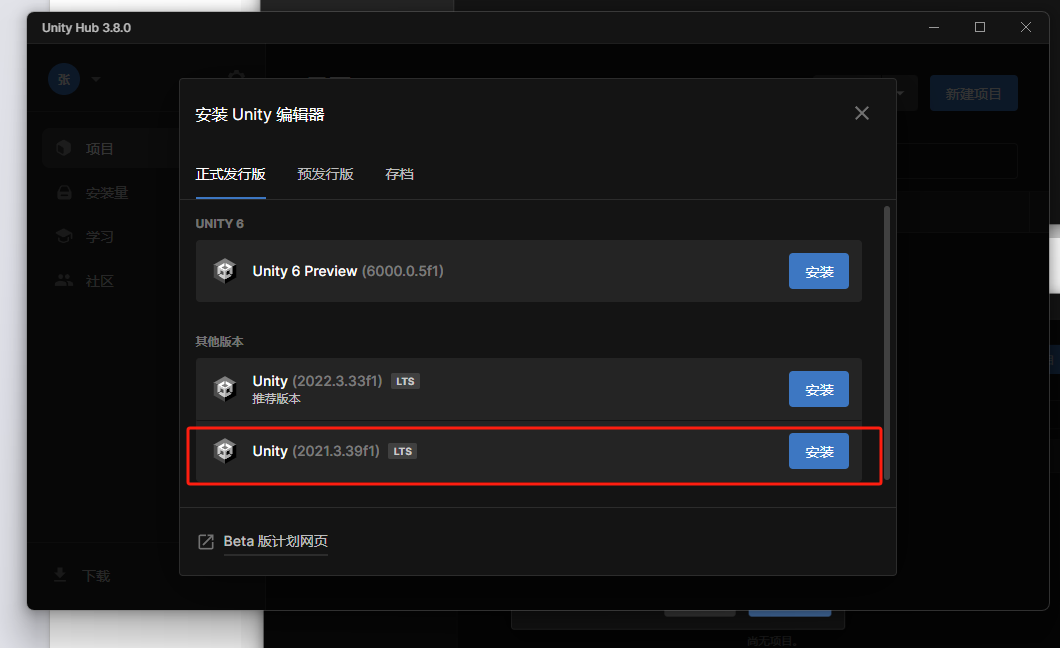 Unity Hub 3.8.0
张
新建项目
项目
安装量
学习
社区
下载
安装 Unity 编辑器
正式发行版 预发行版 存档
UNITY 6
Unity 6 Preview (6000.0.5f1) 安装
其他版本
Unity (2022.3.33f1) LTS 安装
推荐版本
Unity (2021.3.39f1) LTS 安装
Beta 版计划网页
尚无项目。